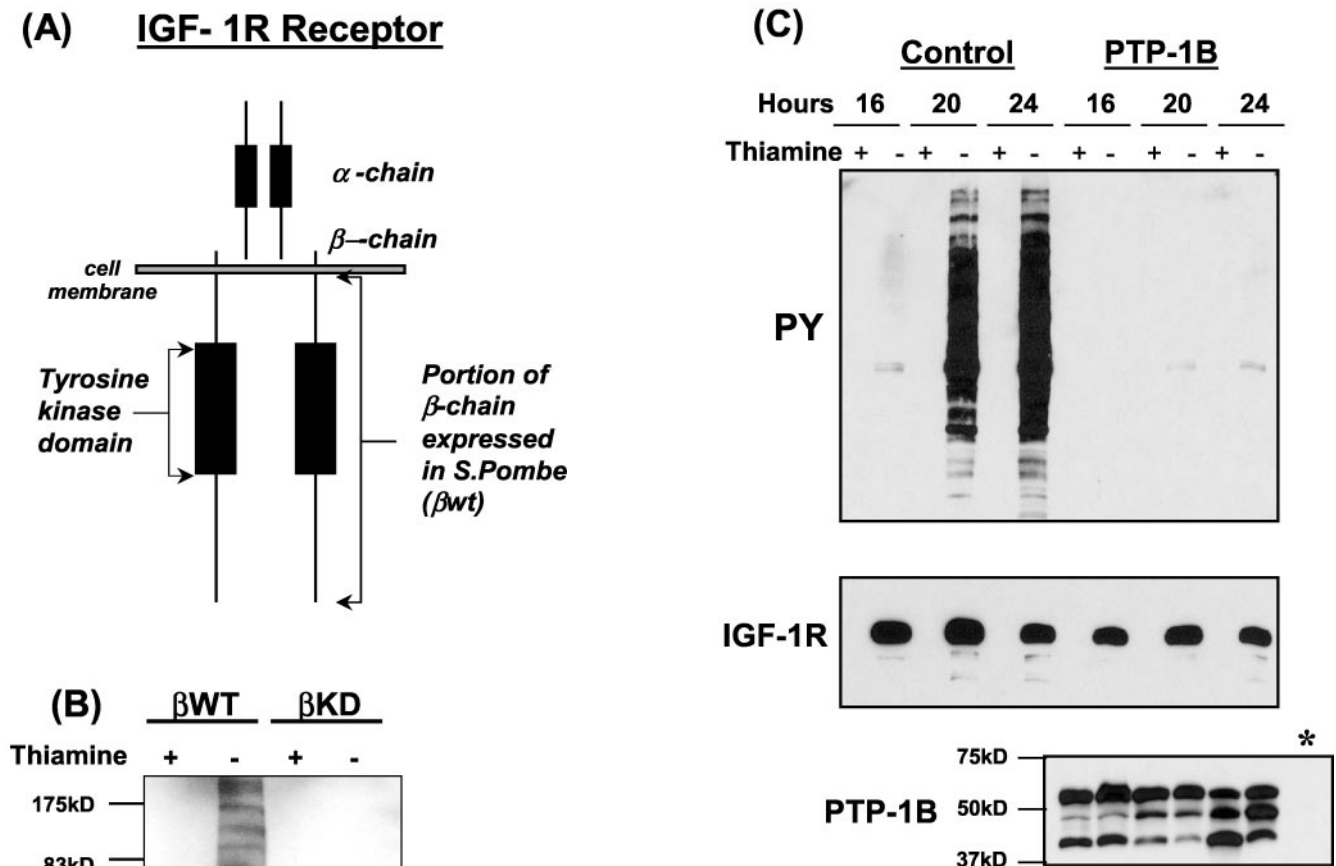 (A) IGF- 1R Receptor
α -chain
β–-chain
cell
membrane
Tyrosine
kinase
domain
Portion of
β-chain
expressed
in S.Pombe
(βwt)
(B)
βWT βKD
Thiamine + - + -
175kD
83kD
(C)
Control PTP-1B
Hours 16 20 24 16 20 24
Thiamine + - + - + - + - + - + -
PY
IGF-1R
*
75kD
PTP-1B
50kD
37kD